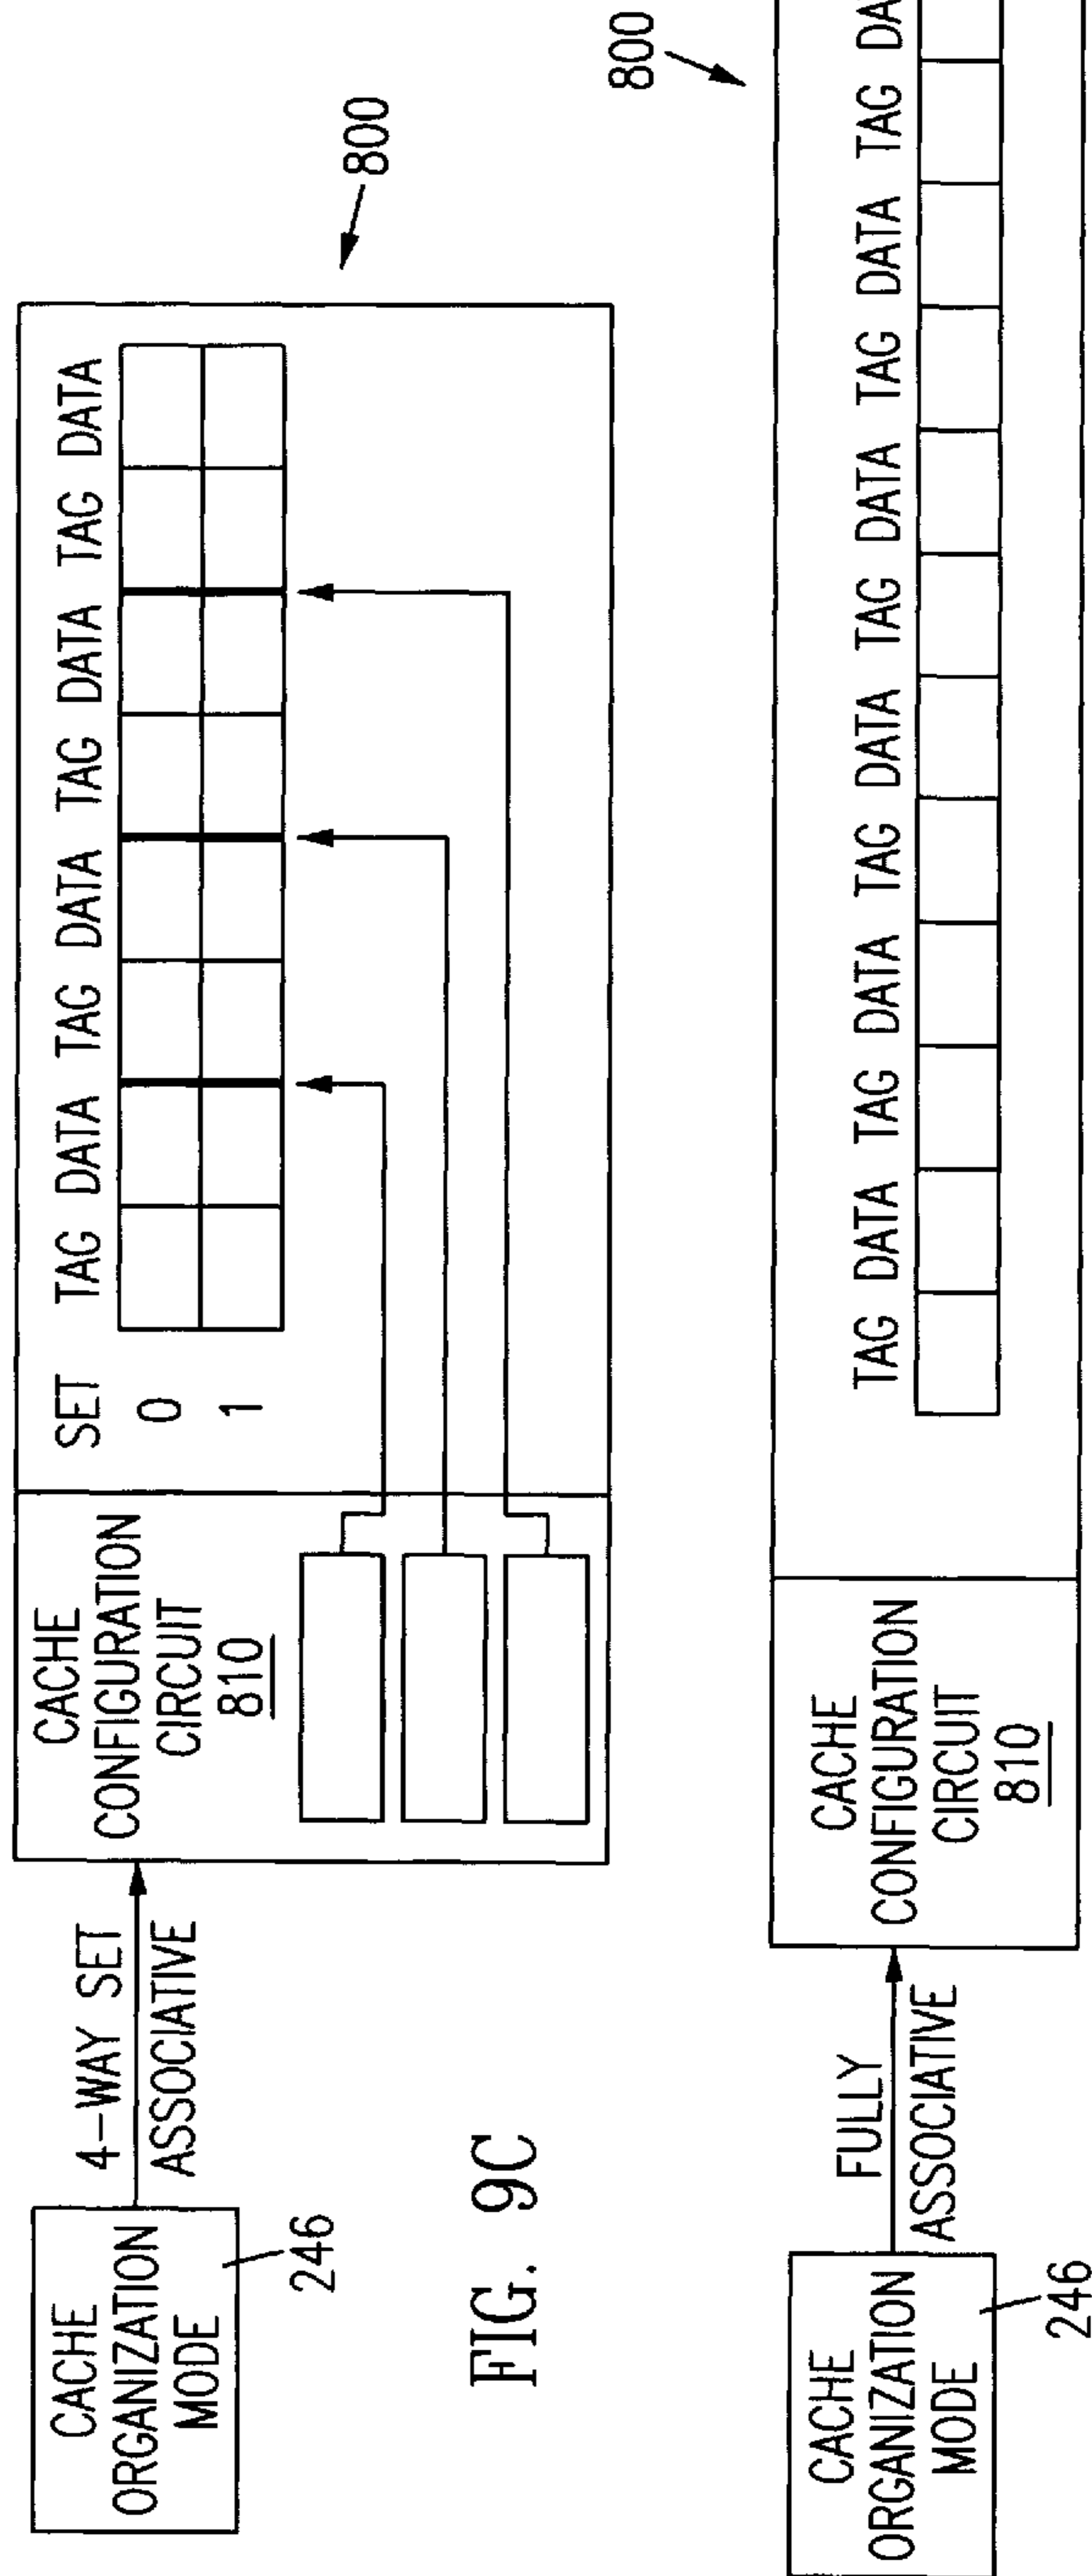 CACHE
ORGANIZATION
MODE
246
4-WAY SET
ASSOCIATIVE
CACHE
CONFIGURATION
CIRCUIT
810
SET TAG DATA TAG DATA TAG DATA TAG DATA
0
1
800
FIG. 9C
CACHE
ORGANIZATION
MODE
246
FULLY
ASSOCIATIVE
CACHE
CONFIGURATION
CIRCUIT
810
TAG DATA TAG DATA TAG DATA TAG DATA TAG DATA TAG DA
800